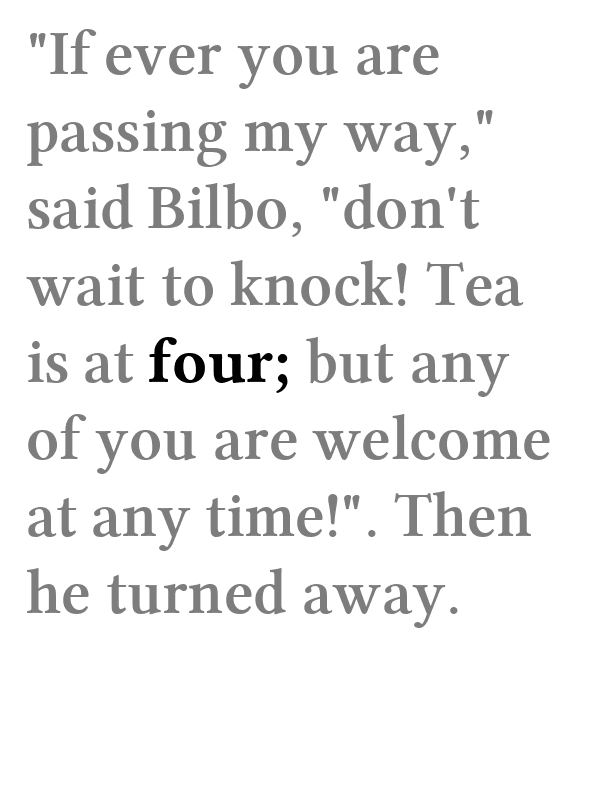 "If ever you are
passing my way,"
said Bilbo, "don't
wait to knock! Tea
is at four; but any
of you are welcome
at any time!". Then
he turned away.